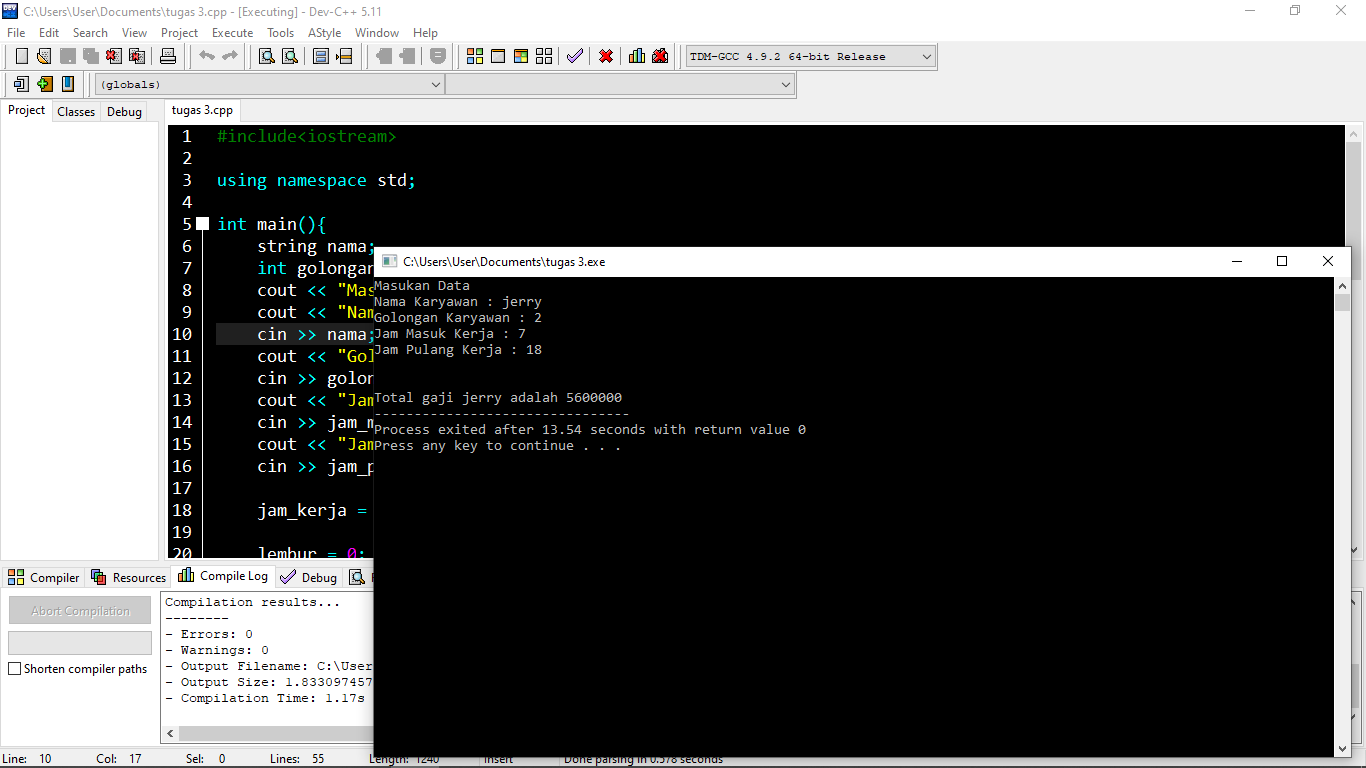 C:\Users\User\Documents\tugas 3.cpp - [Executing] - Dev-C++ 5.11
File Edit Search View Project Execute Tools AStyle Window Help
TDM-GCC 4.9.2 64-bit Release
(globals)
Project Classes Debug
tugas 3.cpp
1 #include<iostream>
2
3 using namespace std;
4
5 int main(){
6 string nama;
7 int golongan
8 cout << "Mas
9 cout << "Nam
10 cin >> nama;
11 cout << "Gol
12 cin >> golon
13 cout << "Jam
14 cin >> jam_m
15 cout << "Jam
16 cin >> jam_p
17
18 jam_kerja =
19
20 lembur = 0;
C:\Users\User\Documents\tugas 3.exe
Masukan Data
Nama Karyawan : jerry
Golongan Karyawan : 2
Jam Masuk Kerja : 7
Jam Pulang Kerja : 18
Total gaji jerry adalah 5600000
--------------------------------
Process exited after 13.54 seconds with return value 0
Press any key to continue . . .
Compiler Resources Compile Log Debug
Abort Compilation
Shorten compiler paths
Compilation results...
--------
- Errors: 0
- Warnings: 0
- Output Filename: C:\User
- Output Size: 1.833097457
- Compilation Time: 1.17s
Line: 10 Col: 17 Sel: 0 Lines: 55 Length: 1240 Insert Done parsing in 0.578 seconds